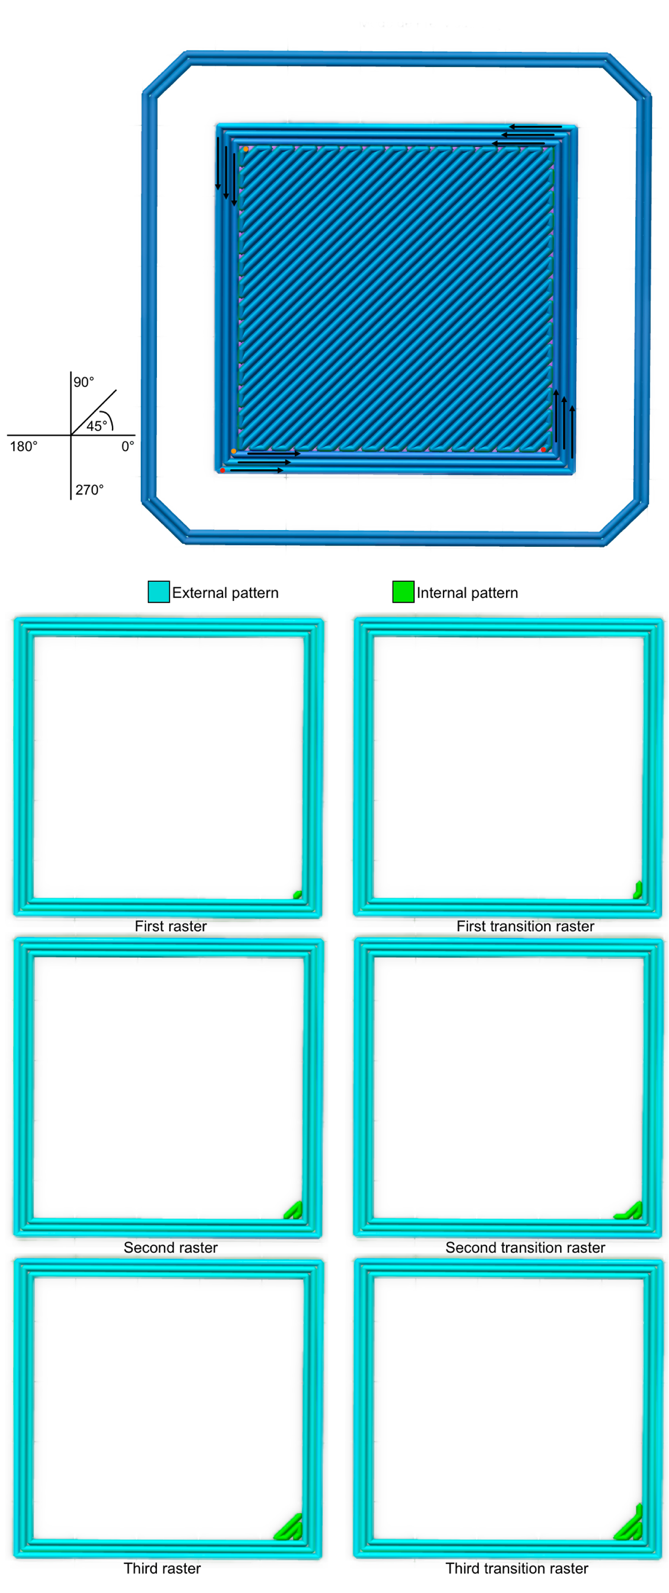 90°
45°
180°
0°
270°
External pattern
Internal pattern
First raster
First transition raster
Second raster
Second transition raster
Third raster
Third transition raster